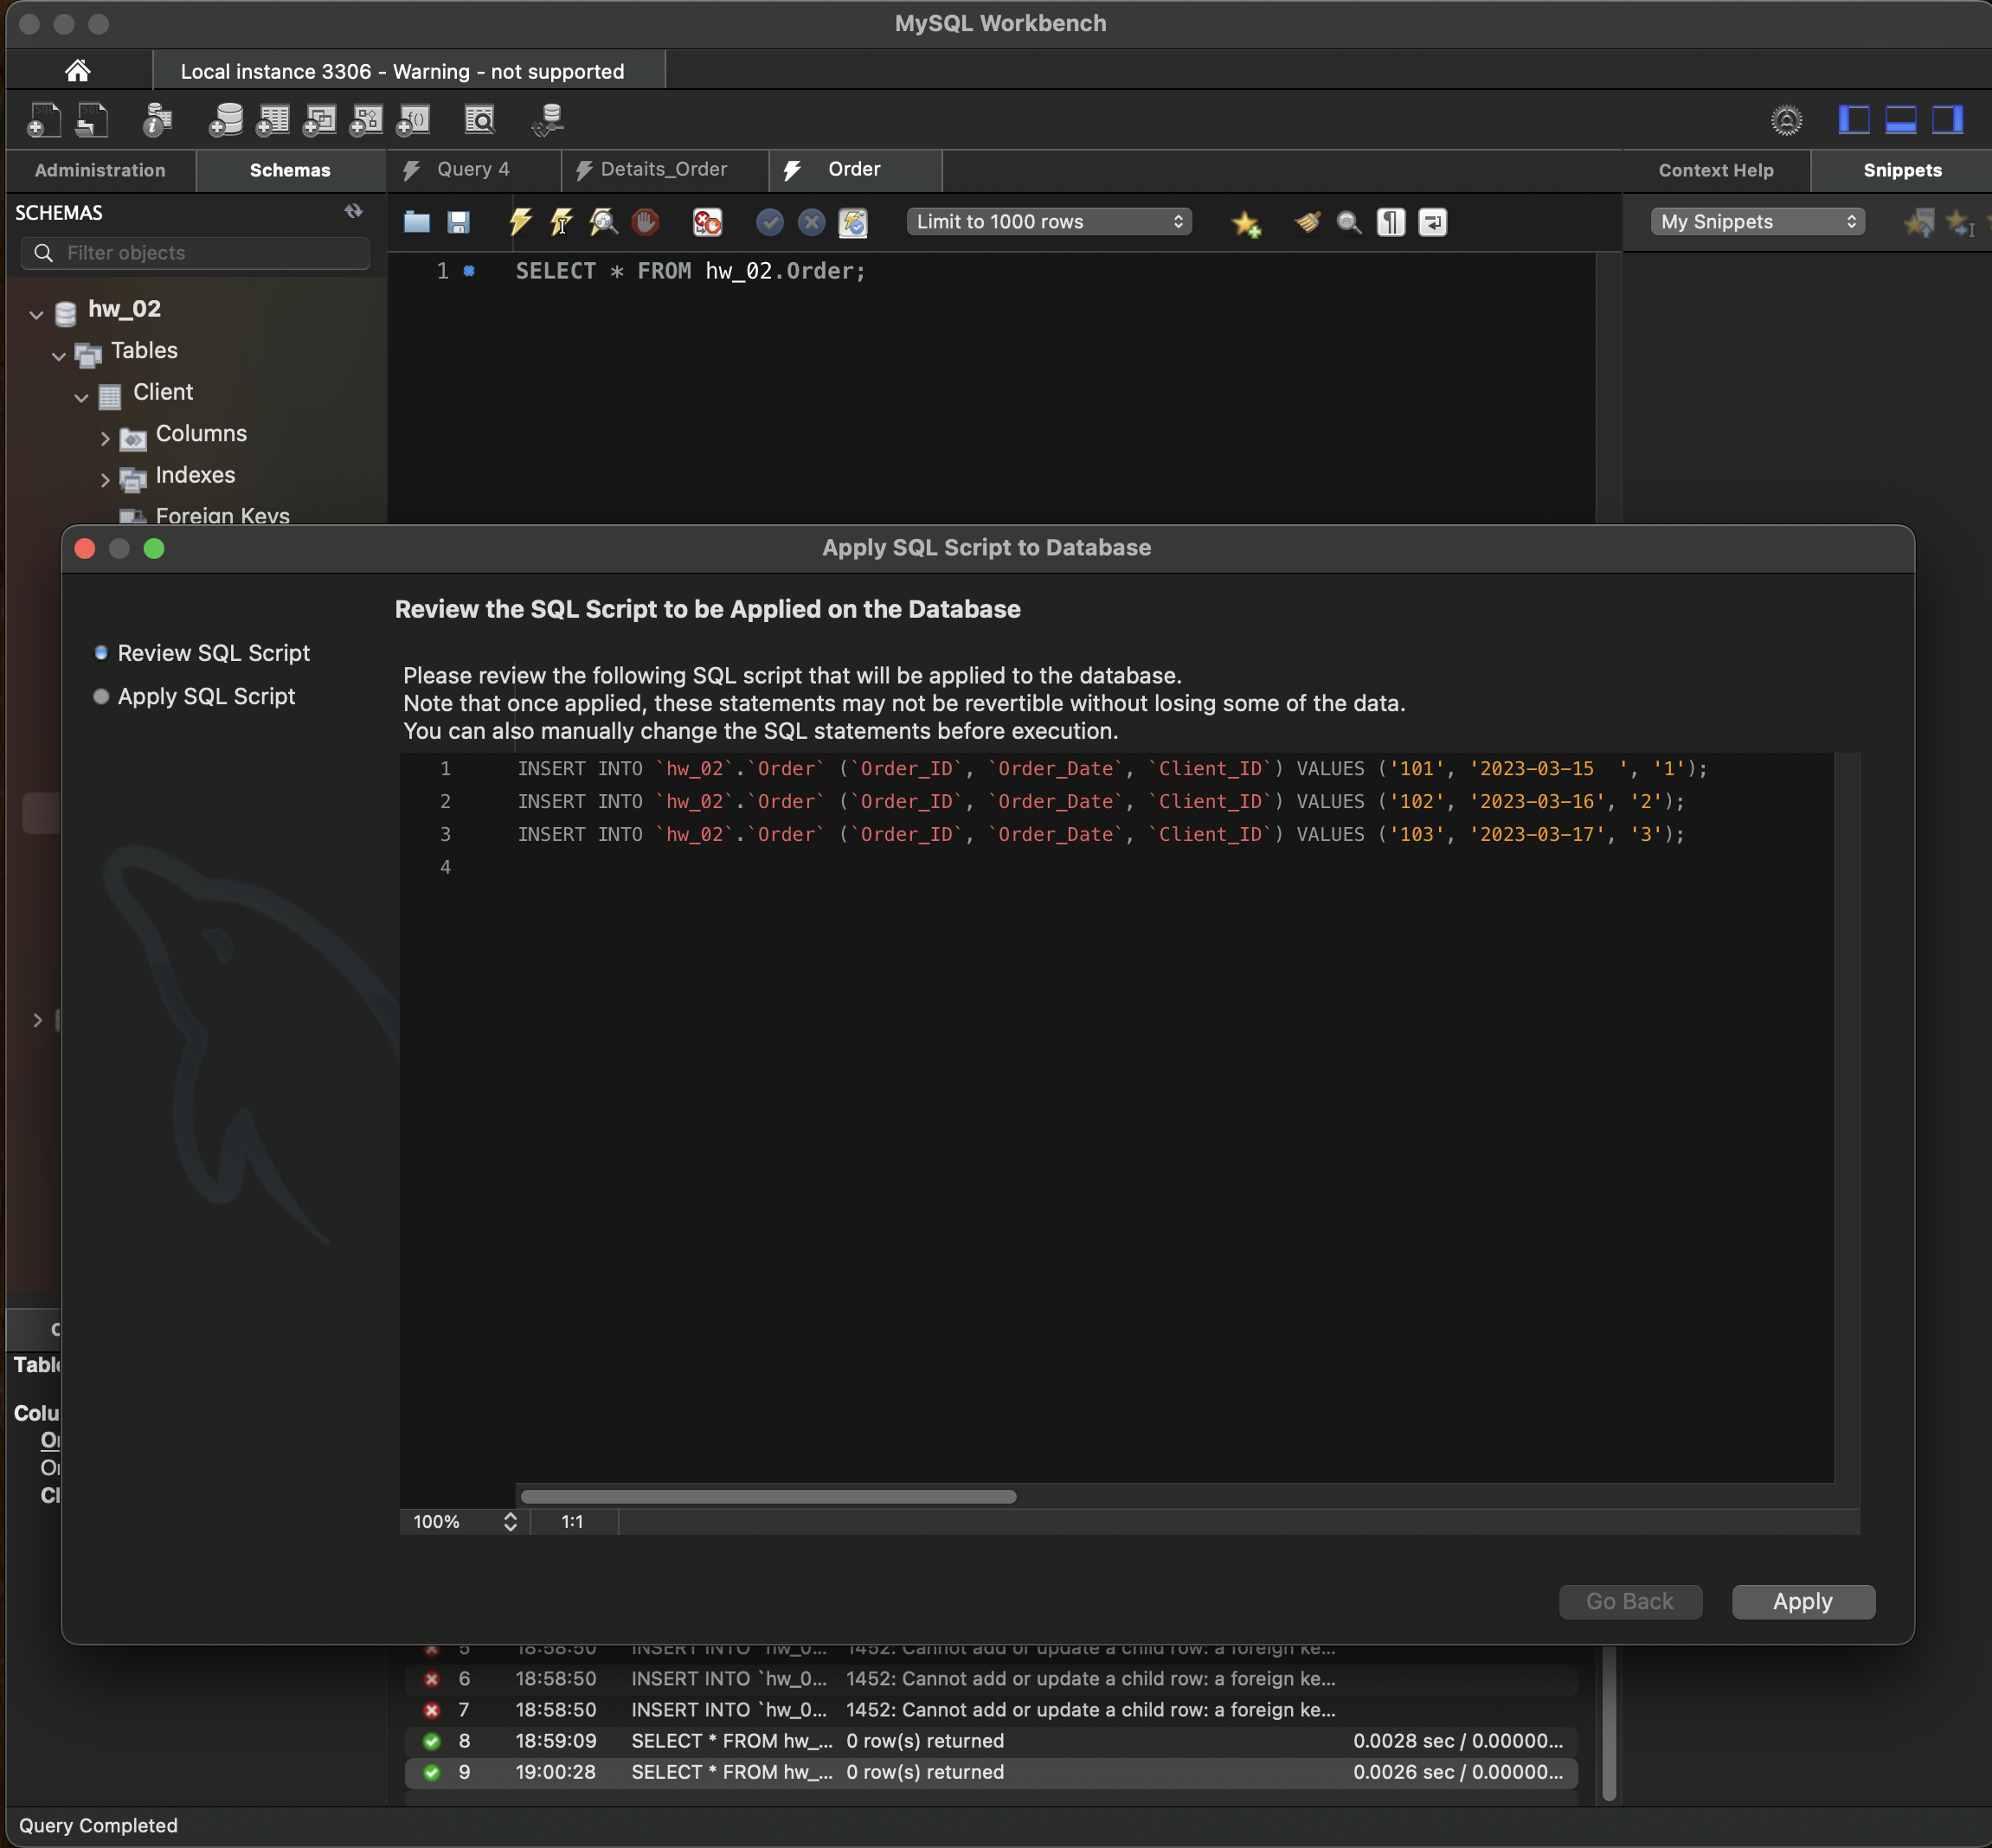 MySQL Workbench
Local instance 3306 - Warning - not supported
Administration
Schemas
Query 4
Detaits_Order
Order
Context Help
Snippets
SCHEMAS
Filter objects
Limit to 1000 rows
My Snippets
1 SELECT * FROM hw_02.Order;
hw_02
Tables
Client
Columns
Indexes
Foreign Keys
Apply SQL Script to Database
Review the SQL Script to be Applied on the Database
Review SQL Script
Apply SQL Script
Please review the following SQL script that will be applied to the database.
Note that once applied, these statements may not be revertible without losing some of the data.
You can also manually change the SQL statements before execution.
1 INSERT INTO `hw_02`.`Order` (`Order_ID`, `Order_Date`, `Client_ID`) VALUES ('101', '2023-03-15  ', '1');
2 INSERT INTO `hw_02`.`Order` (`Order_ID`, `Order_Date`, `Client_ID`) VALUES ('102', '2023-03-16', '2');
3 INSERT INTO `hw_02`.`Order` (`Order_ID`, `Order_Date`, `Client_ID`) VALUES ('103', '2023-03-17', '3');
4
100% 1:1
Go Back
Apply
5 18:58:50 INSERT INTO `hw_0... 1452: Cannot add or update a child row: a foreign ke...
6 18:58:50 INSERT INTO `hw_0... 1452: Cannot add or update a child row: a foreign ke...
7 18:58:50 INSERT INTO `hw_0... 1452: Cannot add or update a child row: a foreign ke...
8 18:59:09 SELECT * FROM hw_... 0 row(s) returned 0.0028 sec / 0.00000...
9 19:00:28 SELECT * FROM hw_... 0 row(s) returned 0.0026 sec / 0.00000...
Query Completed